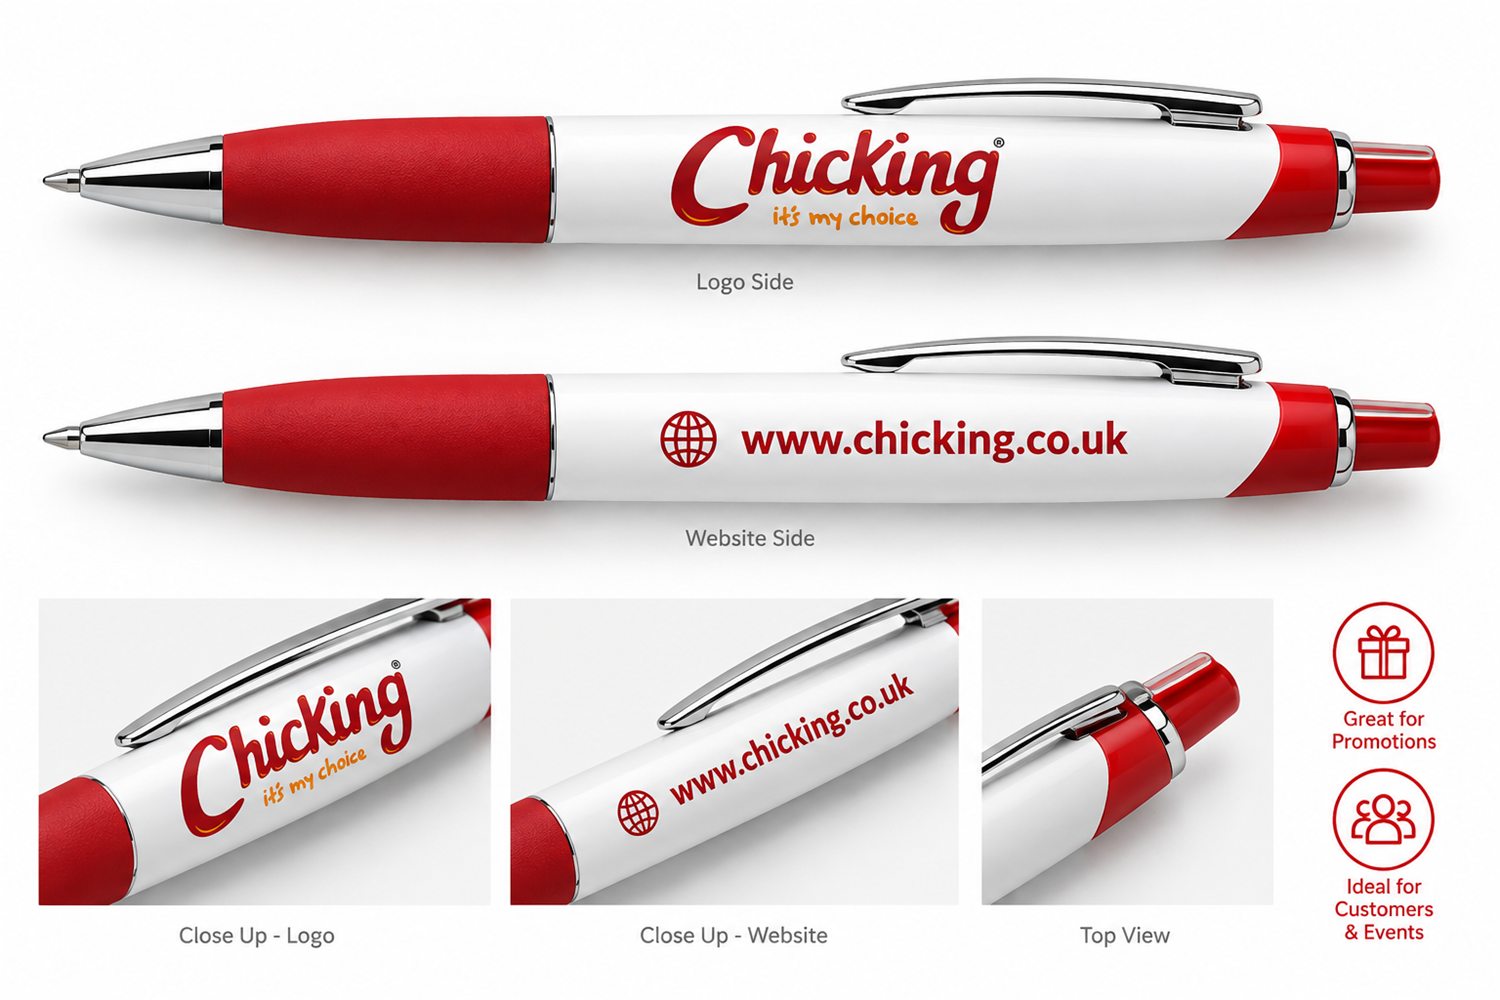 Chicking®
it's my choice
Logo Side
www.chicking.co.uk
Website Side
Chicking®
it's my choice
Close Up - Logo
www.chicking.co.uk
Close Up - Website
Top View
Great for
Promotions
Ideal for
Customers
& Events